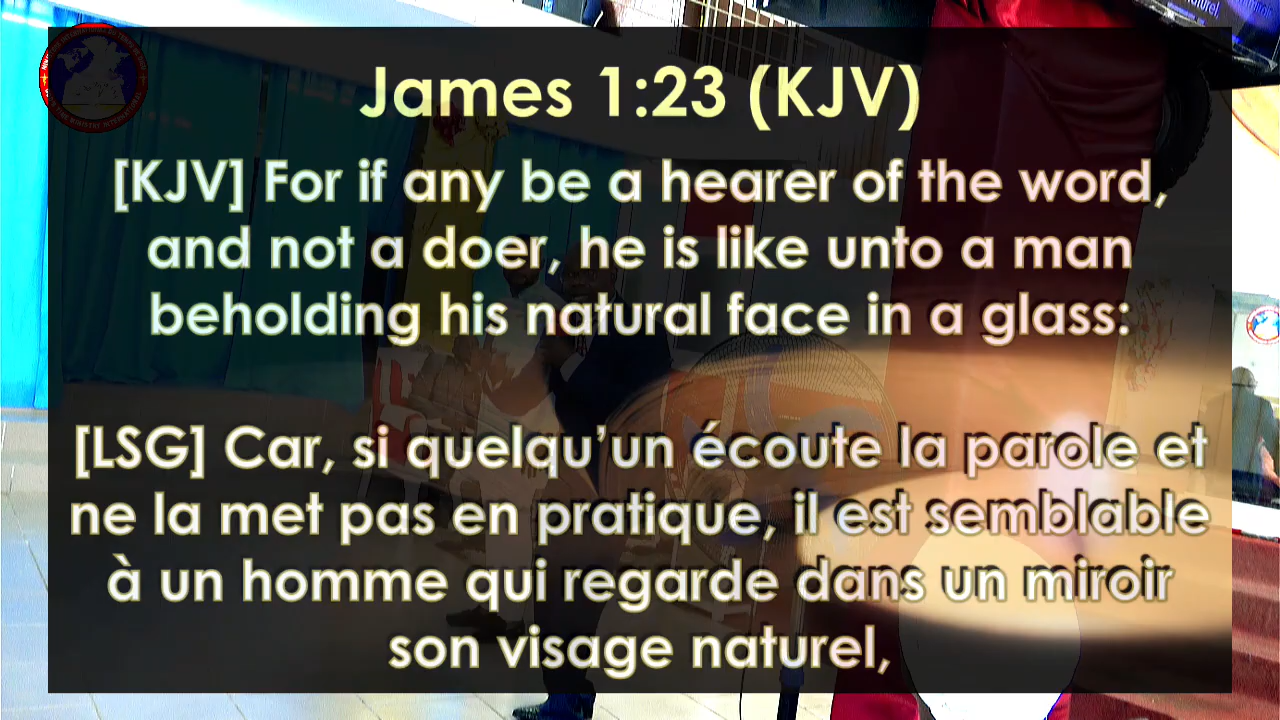 James 1:23 (KJV)
[KJV] For if any be a hearer of the word,
and not a doer, he is like unto a man
beholding his natural face in a glass:
[LSG] Car, si quelqu’un écoute la parole et
ne la met pas en pratique, il est semblable
à un homme qui regarde dans un miroir
son visage naturel,